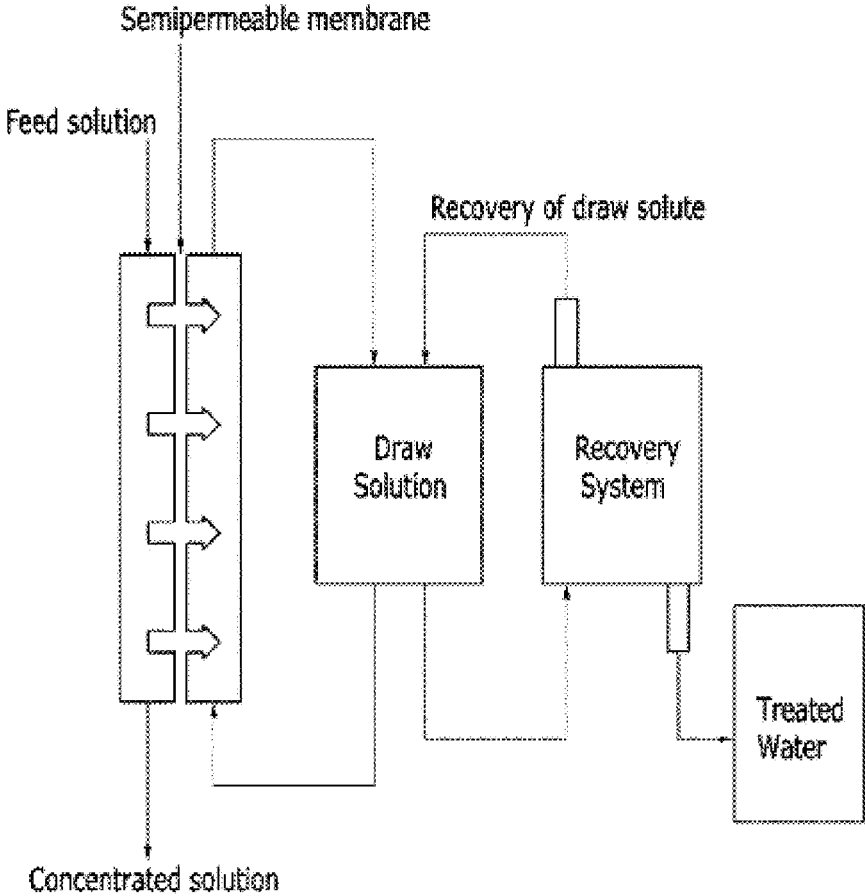 Semipermeable membrane
Feed solution
Recovery of draw solute
Draw
Solution
Recovery
System
Treated
Water
Concentrated solution